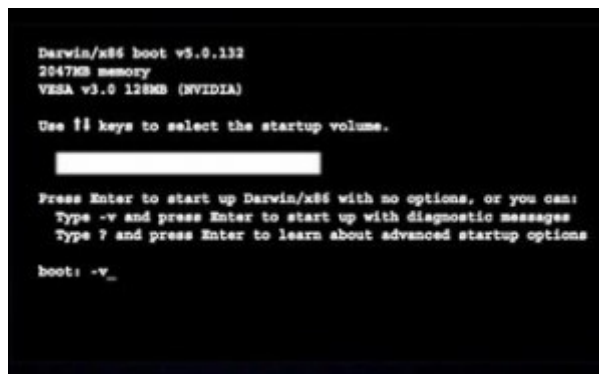 Darwin/x86 boot v5.0.132
2047MB memory
VESA v3.0 128MB (NVIDIA)
Use ↑↓ keys to select the startup volume.
Press Enter to start up Darwin/x86 with no options, or you can:
Type -v and press Enter to start up with diagnostic messages
Type ? and press Enter to learn about advanced startup options
boot: -v_